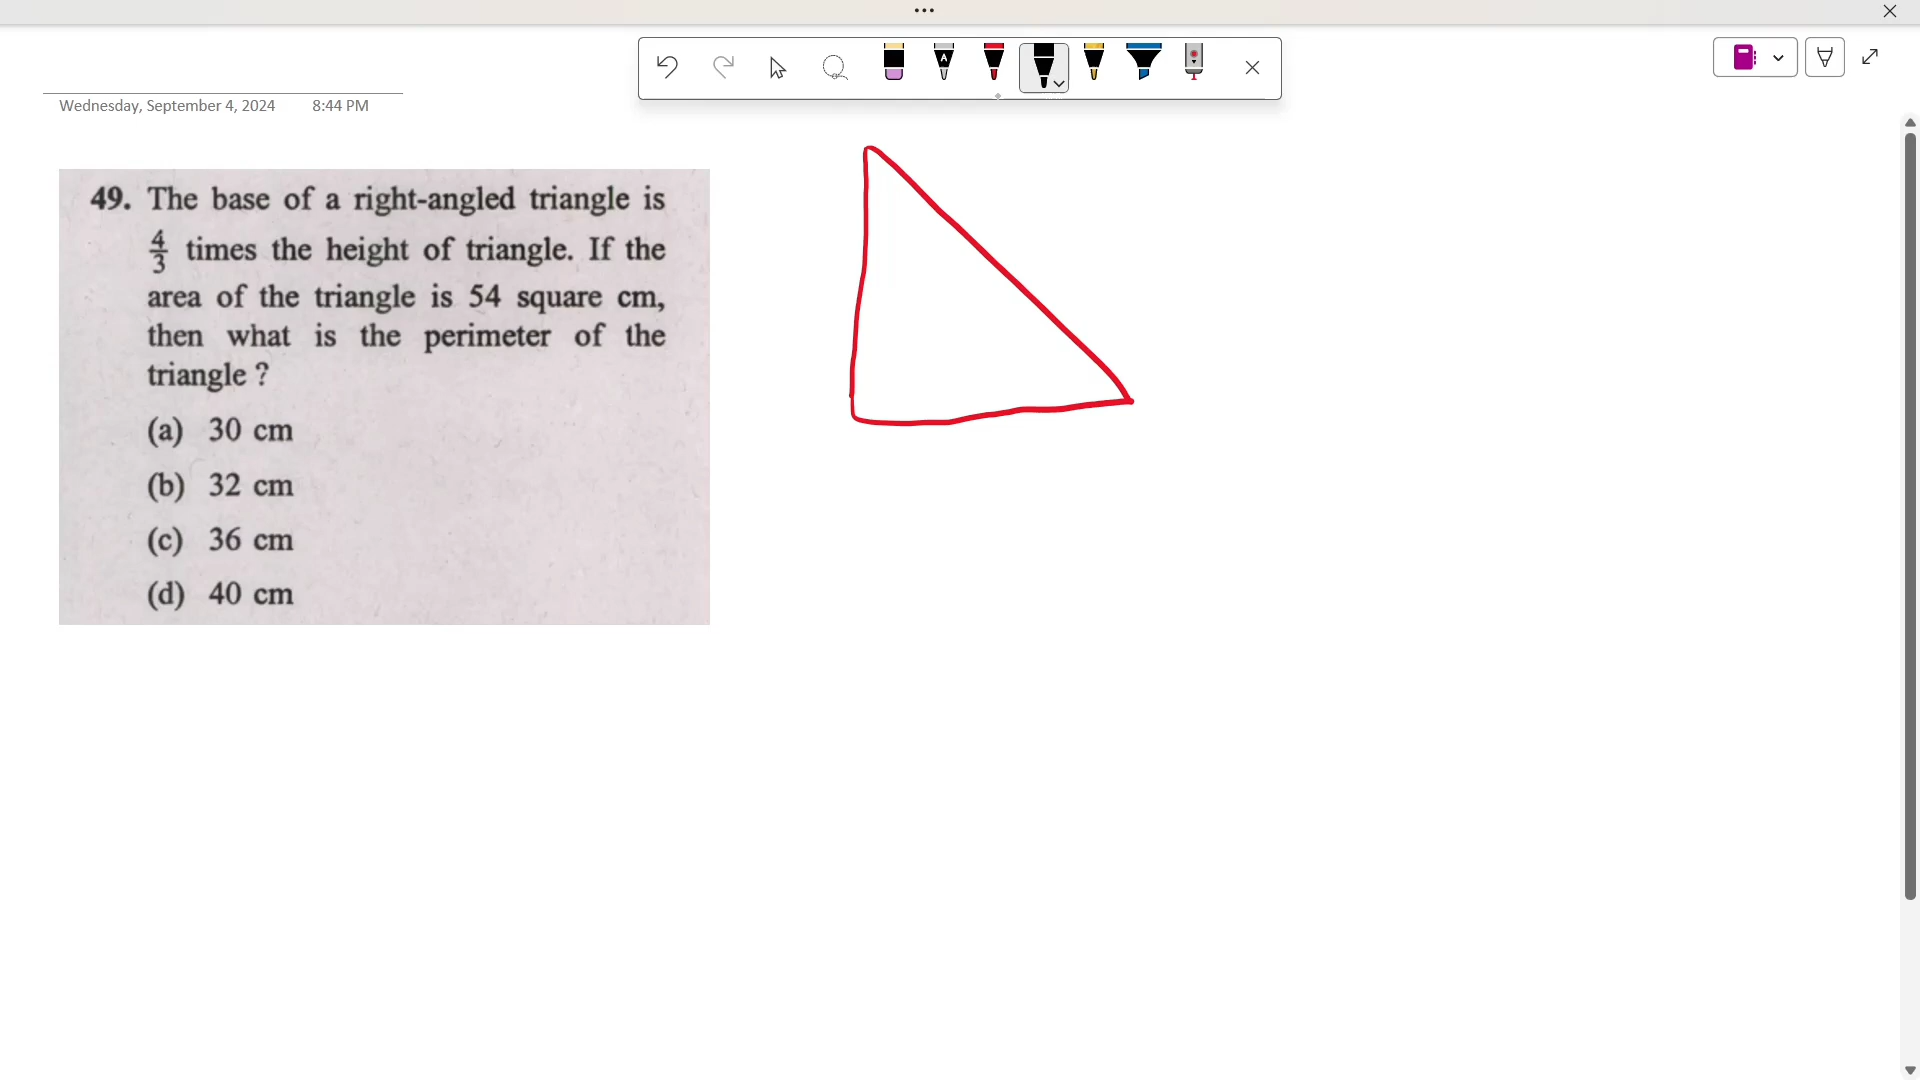 Wednesday, September 4, 2024 8:44 PM
49. The base of a right-angled triangle is
4/3 times the height of triangle. If the
area of the triangle is 54 square cm,
then what is the perimeter of the
triangle ?
(a) 30 cm
(b) 32 cm
(c) 36 cm
(d) 40 cm
A